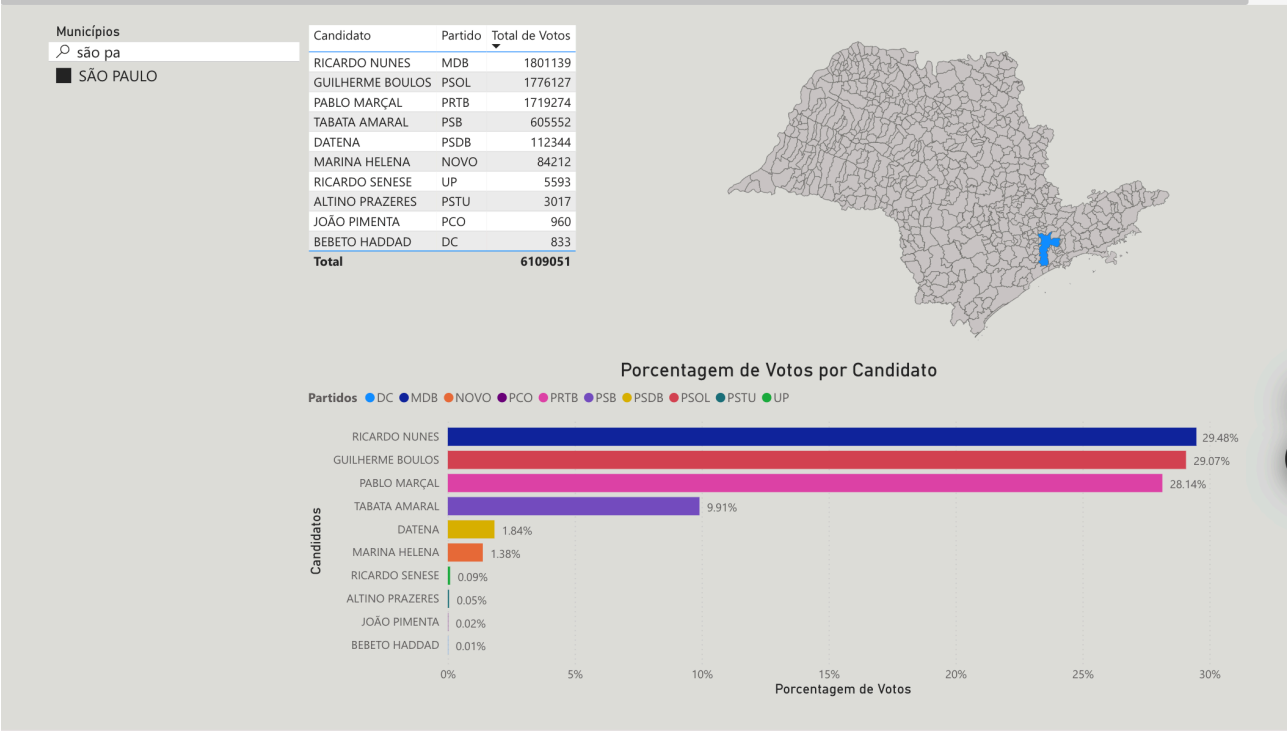 Municípios
são pa
SÃO PAULO
Candidato Partido Total de Votos
RICARDO NUNES MDB 1801139
GUILHERME BOULOS PSOL 1776127
PABLO MARÇAL PRTB 1719274
TABATA AMARAL PSB 605552
DATENA PSDB 112344
MARINA HELENA NOVO 84212
RICARDO SENESE UP 5593
ALTINO PRAZERES PSTU 3017
JOÃO PIMENTA PCO 960
BEBETO HADDAD DC 833
Total 6109051
Porcentagem de Votos por Candidato
Partidos DC MDB NOVO PCO PRTB PSB PSDB PSOL PSTU UP
Candidatos
RICARDO NUNES 29.48%
GUILHERME BOULOS 29.07%
PABLO MARÇAL 28.14%
TABATA AMARAL 9.91%
DATENA 1.84%
MARINA HELENA 1.38%
RICARDO SENESE 0.09%
ALTINO PRAZERES 0.05%
JOÃO PIMENTA 0.02%
BEBETO HADDAD 0.01%
0% 5% 10% 15% 20% 25% 30%
Porcentagem de Votos